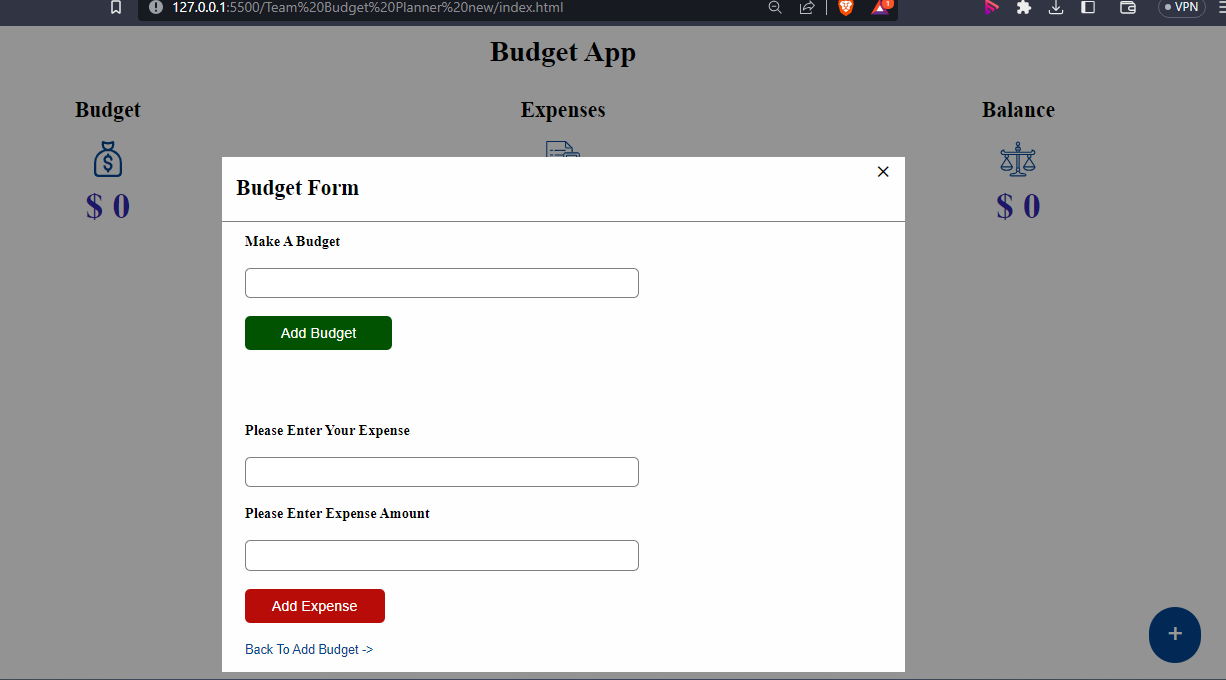 127.0.0.1:5500/Team%20Budget%20Planner%20new/index.html
1
VPN
Budget App
Budget
Expenses
Balance
$
$ 0
$ 0
Budget Form
×
Make A Budget
Add Budget
Please Enter Your Expense
Please Enter Expense Amount
Add Expense
Back To Add Budget ->
+